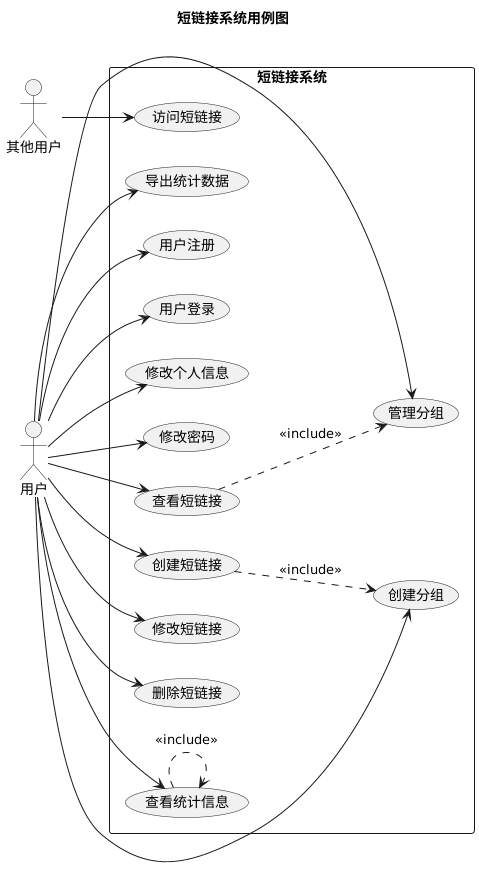 短链接系统用例图
短链接系统
其他用户
访问短链接
导出统计数据
用户注册
用户登录
修改个人信息
管理分组
修改密码
«include»
用户
查看短链接
创建短链接
«include»
创建分组
修改短链接
删除短链接
«include»
查看统计信息